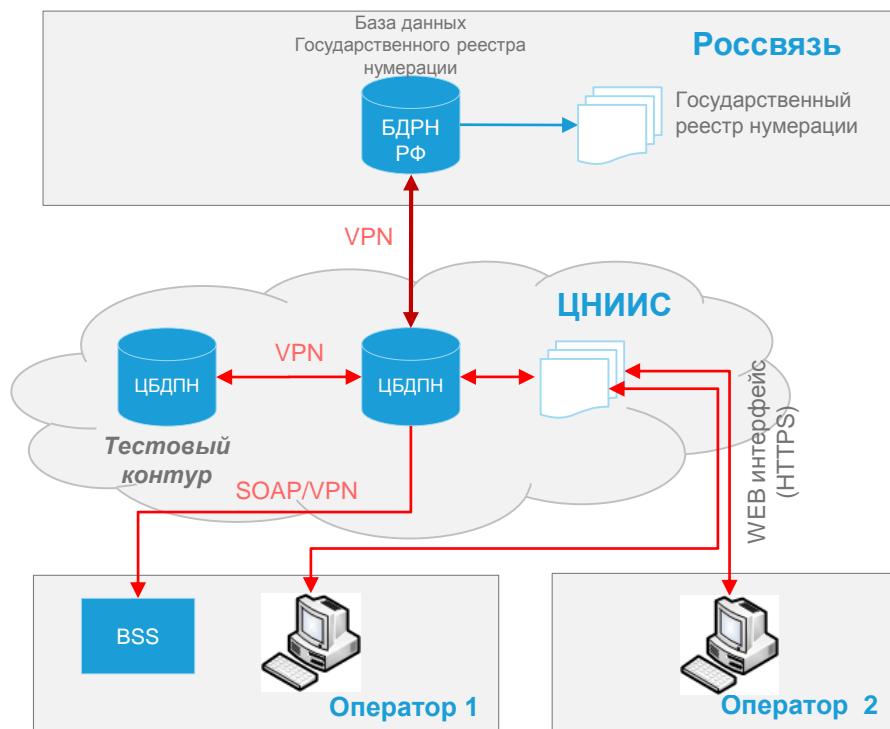 База данных
Государственного реестра
нумерации
Россвязь
БДРН
РФ
Государственный
реестр нумерации
VPN
ЦНИИС
VPN
ЦБДПН
ЦБДПН
Тестовый
контур
SOAP/VPN
WEB интерфейс
(HTTPS)
BSS
Оператор 1
Оператор 2